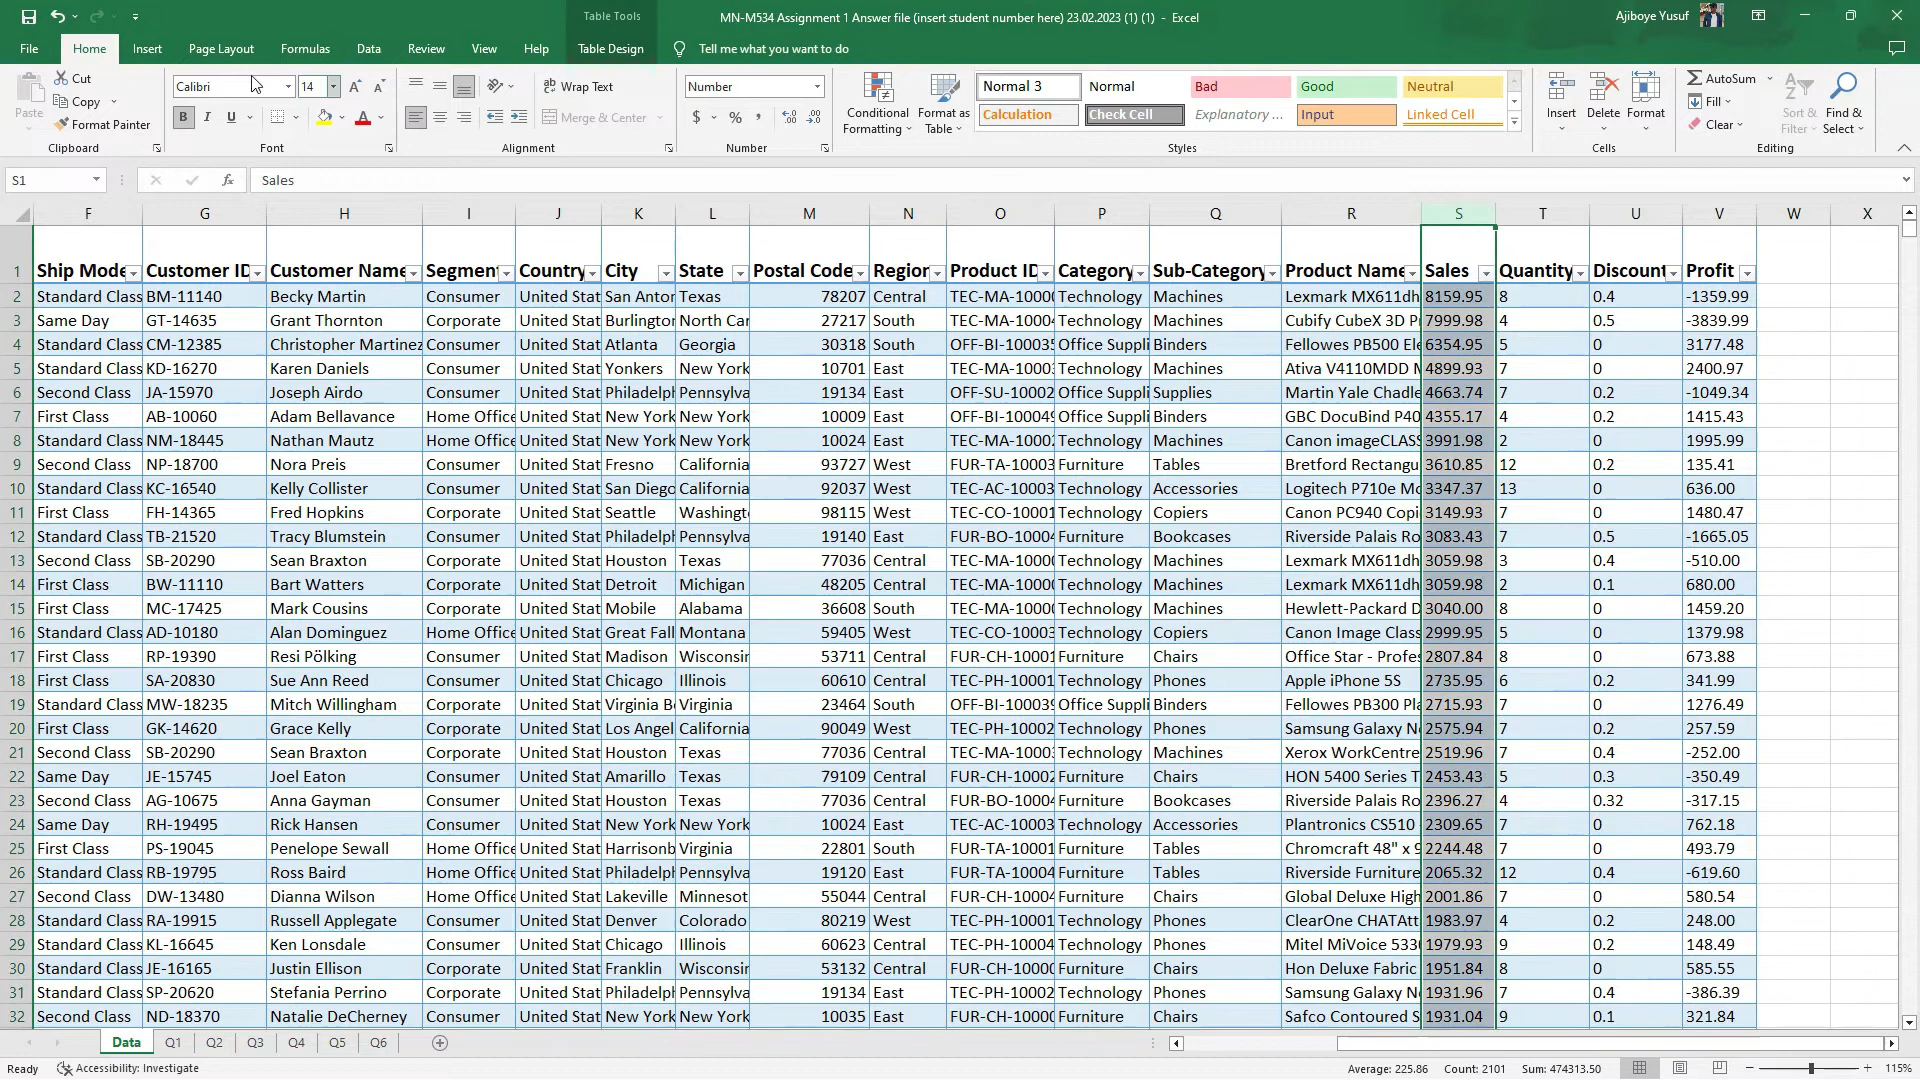 Table Tools
MN-M534 Assignment 1 Answer file (insert student number here) 23.02.2023 (1) (1) - Excel
Ajiboye Yusuf
File Home Insert Page Layout Formulas Data Review View Help Table Design Tell me what you want to do
Cut
Copy
Format Painter
Paste
Clipboard
Calibri 14
B I U
Font
Wrap Text
Merge & Center
Alignment
Number
$ %
Number
Conditional Formatting
Format as Table
Normal 3 Normal Bad Good Neutral
Calculation Check Cell Explanatory ... Input Linked Cell
Styles
Insert Delete Format
Cells
AutoSum
Fill
Clear
Sort & Filter
Find & Select
Editing
S1 fx Sales
F G H I J K L M N O P Q R S T U V W X
1 Ship Mode Customer ID Customer Name Segment Country City State Postal Code Region Product ID Category Sub-Category Product Name Sales Quantity Discount Profit
2 Standard Class BM-11140 Becky Martin Consumer United Stat San Anton Texas 78207 Central TEC-MA-1000 Technology Machines Lexmark MX611dh 8159.95 8 0.4 -1359.99
3 Same Day GT-14635 Grant Thornton Corporate United Stat Burlington North Car 27217 South TEC-MA-1000 Technology Machines Cubify CubeX 3D P 7999.98 4 0.5 -3839.99
4 Standard Class CM-12385 Christopher Martinez Consumer United Stat Atlanta Georgia 30318 South OFF-BI-10003 Office Suppli Binders Fellowes PB500 Ele 6354.95 5 0 3177.48
5 Standard Class KD-16270 Karen Daniels Consumer United Stat Yonkers New York 10701 East TEC-MA-1000 Technology Machines Ativa V4110MDD M 4899.93 7 0 2400.97
6 Second Class JA-15970 Joseph Airdo Consumer United Stat Philadelph Pennsylva 19134 East OFF-SU-10002 Office Suppli Supplies Martin Yale Chadle 4663.74 7 0.2 -1049.34
7 First Class AB-10060 Adam Bellavance Home Office United Stat New York New York 10009 East OFF-BI-10004 Office Suppli Binders GBC DocuBind P40 4355.17 4 0.2 1415.43
8 Standard Class NM-18445 Nathan Mautz Home Office United Stat New York New York 10024 East TEC-MA-1000 Technology Machines Canon imageCLASS 3991.98 2 0 1995.99
9 Second Class NP-18700 Nora Preis Consumer United Stat Fresno California 93727 West FUR-TA-10003 Furniture Tables Bretford Rectangu 3610.85 12 0.2 135.41
10 Standard Class KC-16540 Kelly Collister Consumer United Stat San Diego California 92037 West TEC-AC-10003 Technology Accessories Logitech P710e Mo 3347.37 13 0 636.00
11 First Class FH-14365 Fred Hopkins Corporate United Stat Seattle Washingt 98115 West TEC-CO-1000 Technology Copiers Canon PC940 Copi 3149.93 7 0 1480.47
12 Standard Class TB-21520 Tracy Blumstein Consumer United Stat Philadelph Pennsylva 19140 East FUR-BO-1000 Furniture Bookcases Riverside Palais Ro 3083.43 7 0.5 -1665.05
13 Second Class SB-20290 Sean Braxton Corporate United Stat Houston Texas 77036 Central TEC-MA-1000 Technology Machines Lexmark MX611dh 3059.98 3 0.4 -510.00
14 First Class BW-11110 Bart Watters Corporate United Stat Detroit Michigan 48205 Central TEC-MA-1000 Technology Machines Lexmark MX611dh 3059.98 2 0.1 680.00
15 First Class MC-17425 Mark Cousins Corporate United Stat Mobile Alabama 36608 South TEC-MA-1000 Technology Machines Hewlett-Packard D 3040.00 8 0 1459.20
16 Standard Class AD-10180 Alan Dominguez Home Office United Stat Great Fall Montana 59405 West TEC-CO-1000 Technology Copiers Canon Image Class 2999.95 5 0 1379.98
17 First Class RP-19390 Resi Pölking Consumer United Stat Madison Wisconsin 53711 Central FUR-CH-1000 Furniture Chairs Office Star - Profes 2807.84 8 0 673.88
18 First Class SA-20830 Sue Ann Reed Consumer United Stat Chicago Illinois 60610 Central TEC-PH-10001 Technology Phones Apple iPhone 5S 2735.95 6 0.2 341.99
19 Standard Class MW-18235 Mitch Willingham Corporate United Stat Virginia Be Virginia 23464 South OFF-BI-10003 Office Suppli Binders Fellowes PB300 Pla 2715.93 7 0 1276.49
20 First Class GK-14620 Grace Kelly Corporate United Stat Los Angel California 90049 West TEC-PH-10002 Technology Phones Samsung Galaxy No 2575.94 7 0.2 257.59
21 Second Class SB-20290 Sean Braxton Corporate United Stat Houston Texas 77036 Central TEC-MA-1000 Technology Machines Xerox WorkCentre 2519.96 7 0.4 -252.00
22 Same Day JE-15745 Joel Eaton Consumer United Stat Amarillo Texas 79109 Central FUR-CH-1000 Furniture Chairs HON 5400 Series T 2453.43 5 0.3 -350.49
23 Second Class AG-10675 Anna Gayman Consumer United Stat Houston Texas 77036 Central FUR-BO-1000 Furniture Bookcases Riverside Palais Ro 2396.27 4 0.32 -317.15
24 Same Day RH-19495 Rick Hansen Consumer United Stat New York New York 10024 East TEC-AC-10003 Technology Accessories Plantronics CS510 - 2309.65 7 0 762.18
25 First Class PS-19045 Penelope Sewall Home Office United Stat Harrisonb Virginia 22801 South FUR-TA-10001 Furniture Tables Chromcraft 48" x 9 2244.48 7 0 493.79
26 Standard Class RB-19795 Ross Baird Home Office United Stat Philadelph Pennsylva 19120 East FUR-TA-10004 Furniture Tables Riverside Furniture 2065.32 12 0.4 -619.60
27 Second Class DW-13480 Dianna Wilson Home Office United Stat Lakeville Minnesot 55044 Central FUR-CH-1000 Furniture Chairs Global Deluxe High 2001.86 7 0 580.54
28 Standard Class RA-19915 Russell Applegate Consumer United Stat Denver Colorado 80219 West TEC-PH-10001 Technology Phones ClearOne CHATAtt 1983.97 4 0.2 248.00
29 Standard Class KL-16645 Ken Lonsdale Consumer United Stat Chicago Illinois 60623 Central TEC-PH-10004 Technology Phones Mitel MiVoice 533 1979.93 9 0.2 148.49
30 Standard Class JE-16165 Justin Ellison Corporate United Stat Franklin Wisconsin 53132 Central FUR-CH-1000 Furniture Chairs Hon Deluxe Fabric 1951.84 8 0 585.55
31 Standard Class SP-20620 Stefania Perrino Corporate United Stat Philadelph Pennsylva 19134 East TEC-PH-10002 Technology Phones Samsung Galaxy No 1931.96 7 0.4 -386.39
32 Second Class ND-18370 Natalie DeCherney Consumer United Stat New York New York 10035 East FUR-CH-1000 Furniture Chairs Safco Contoured S 1931.04 9 0.1 321.84
Data Q1 Q2 Q3 Q4 Q5 Q6
Ready Accessibility: Investigate Average: 225.86 Count: 2101 Sum: 474313.50 115%